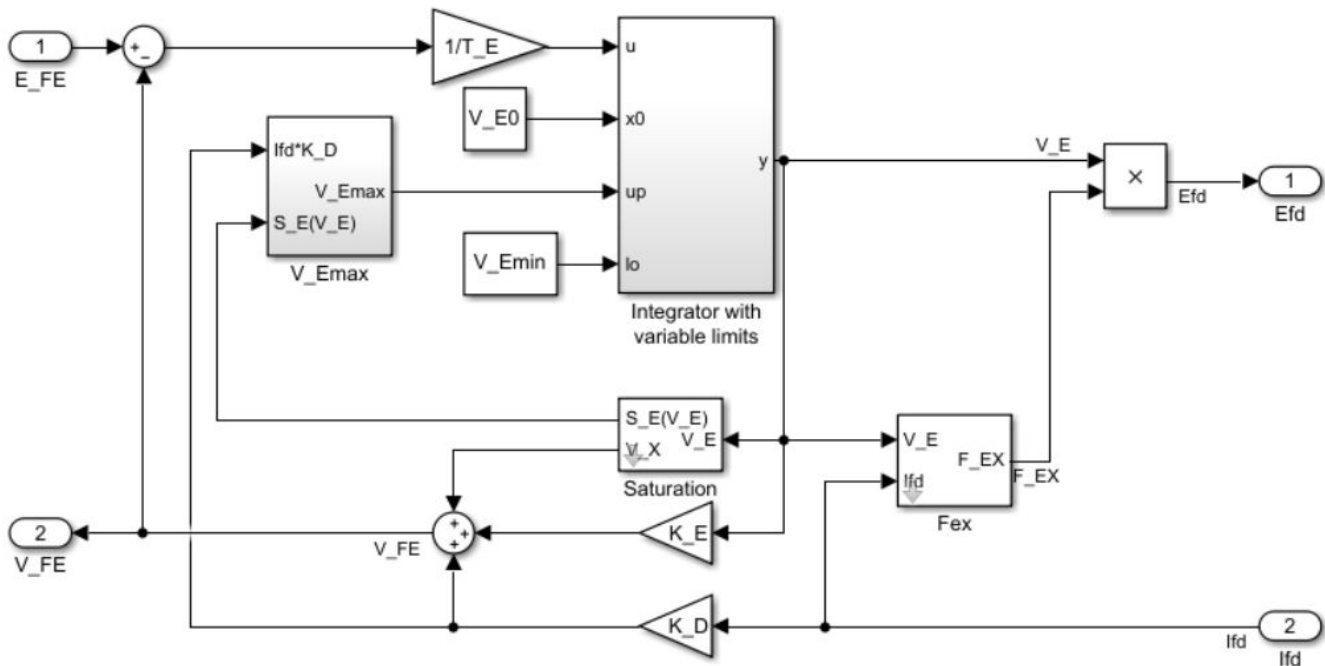 1
E_FE
+
-
1/T_E
V_E0
Ifd*K_D
V_Emax
S_E(V_E)
V_Emax
V_Emin
u
x0
up
lo
y
Integrator with
variable limits
V_E
×
Efd
1
Efd
S_E(V_E)
V_E
V_X
Saturation
V_E
Ifd
F_EX
F_EX
Fex
2
V_FE
V_FE
+
+
+
K_E
K_D
Ifd
2
Ifd